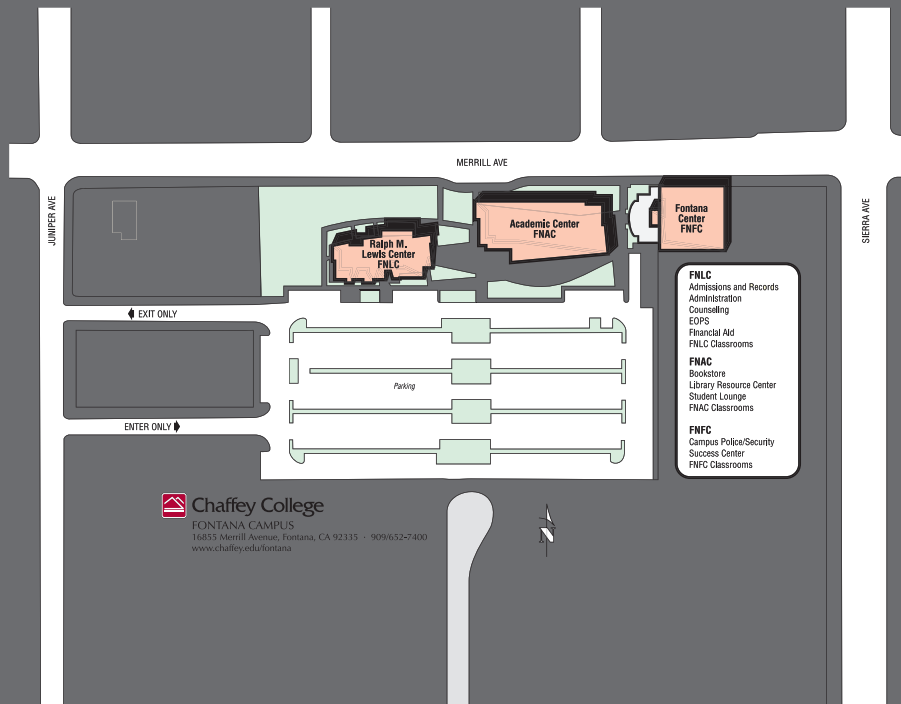 MERRILL AVE
JUNIPER AVE
SIERRA AVE
Ralph M.
Lewis Center
FNLC
Academic Center
FNAC
Fontana
Center
FNFC
EXIT ONLY
ENTER ONLY
Parking
FNLC
Admissions and Records
Administration
Counseling
EOPS
Financial Aid
FNLC Classrooms
FNAC
Bookstore
Library Resource Center
Student Lounge
FNAC Classrooms
FNFC
Campus Police/Security
Success Center
FNFC Classrooms
Chaffey College
FONTANA CAMPUS
16855 Merrill Avenue, Fontana, CA 92335 · 909/652-7400
www.chaffey.edu/fontana
N